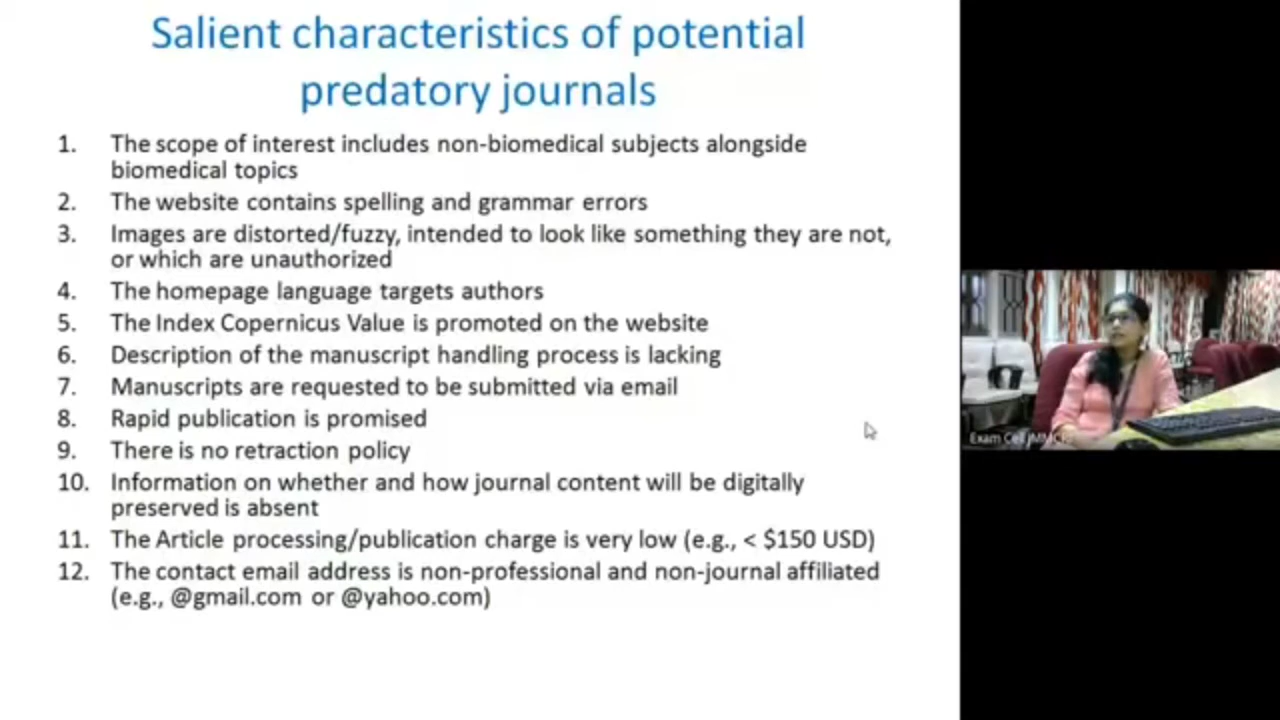 Salient characteristics of potential
predatory journals
1. The scope of interest includes non-biomedical subjects alongside
biomedical topics
2. The website contains spelling and grammar errors
3. Images are distorted/fuzzy, intended to look like something they are not,
or which are unauthorized
4. The homepage language targets authors
5. The Index Copernicus Value is promoted on the website
6. Description of the manuscript handling process is lacking
7. Manuscripts are requested to be submitted via email
8. Rapid publication is promised
9. There is no retraction policy
10. Information on whether and how journal content will be digitally
preserved is absent
11. The Article processing/publication charge is very low (e.g., < $150 USD)
12. The contact email address is non-professional and non-journal affiliated
(e.g., @gmail.com or @yahoo.com)
Exam Cell